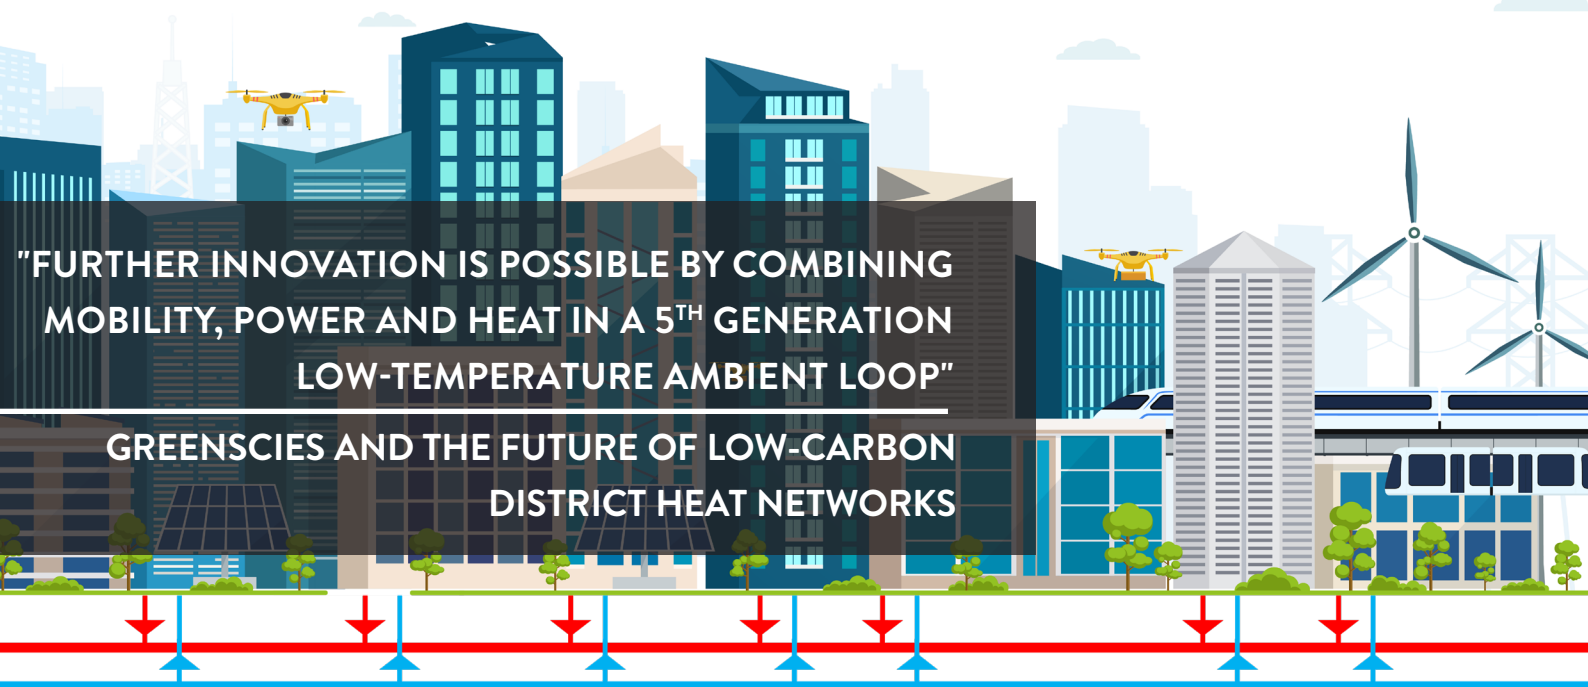 "FURTHER INNOVATION IS POSSIBLE BY COMBINING
MOBILITY, POWER AND HEAT IN A 5TH GENERATION
LOW-TEMPERATURE AMBIENT LOOP"
GREENSCIES AND THE FUTURE OF LOW-CARBON
DISTRICT HEAT NETWORKS